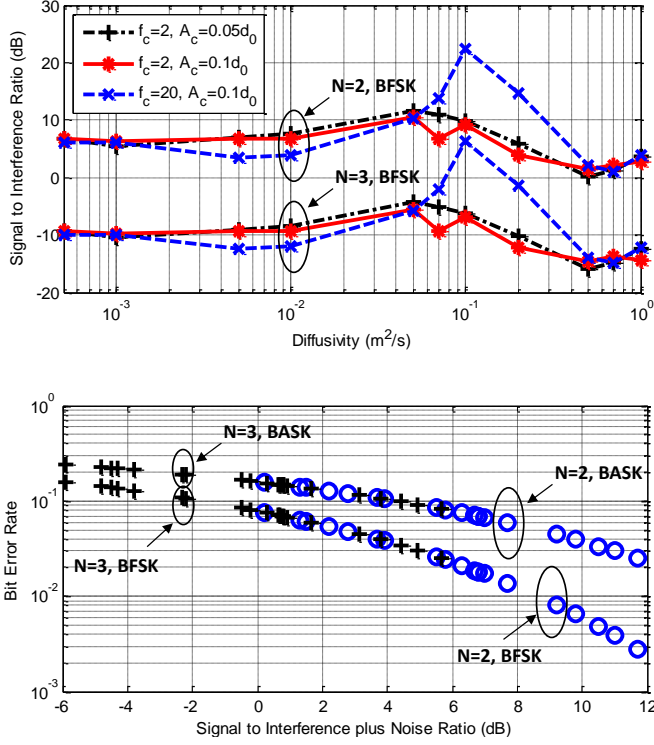 30
20
10
0
-10
20
Signal to Interference Ratio (dB)
f_c=2, A_c=0.05d_0
f_c=2, A_c=0.1d_0
f_c=20, A_c=0.1d_0
N=2, BFSK
N=3, BFSK
10^-3
10^-2
10^-1
10^0
Diffusivity (m^2/s)
10^0
10^-1
10^-2
10^-3
Bit Error Rate
N=3, BASK
N=2, BASK
N=3, BFSK
N=2, BFSK
-6
-4
-2
0
2
4
6
8
10
12
Signal to Interference plus Noise Ratio (dB)